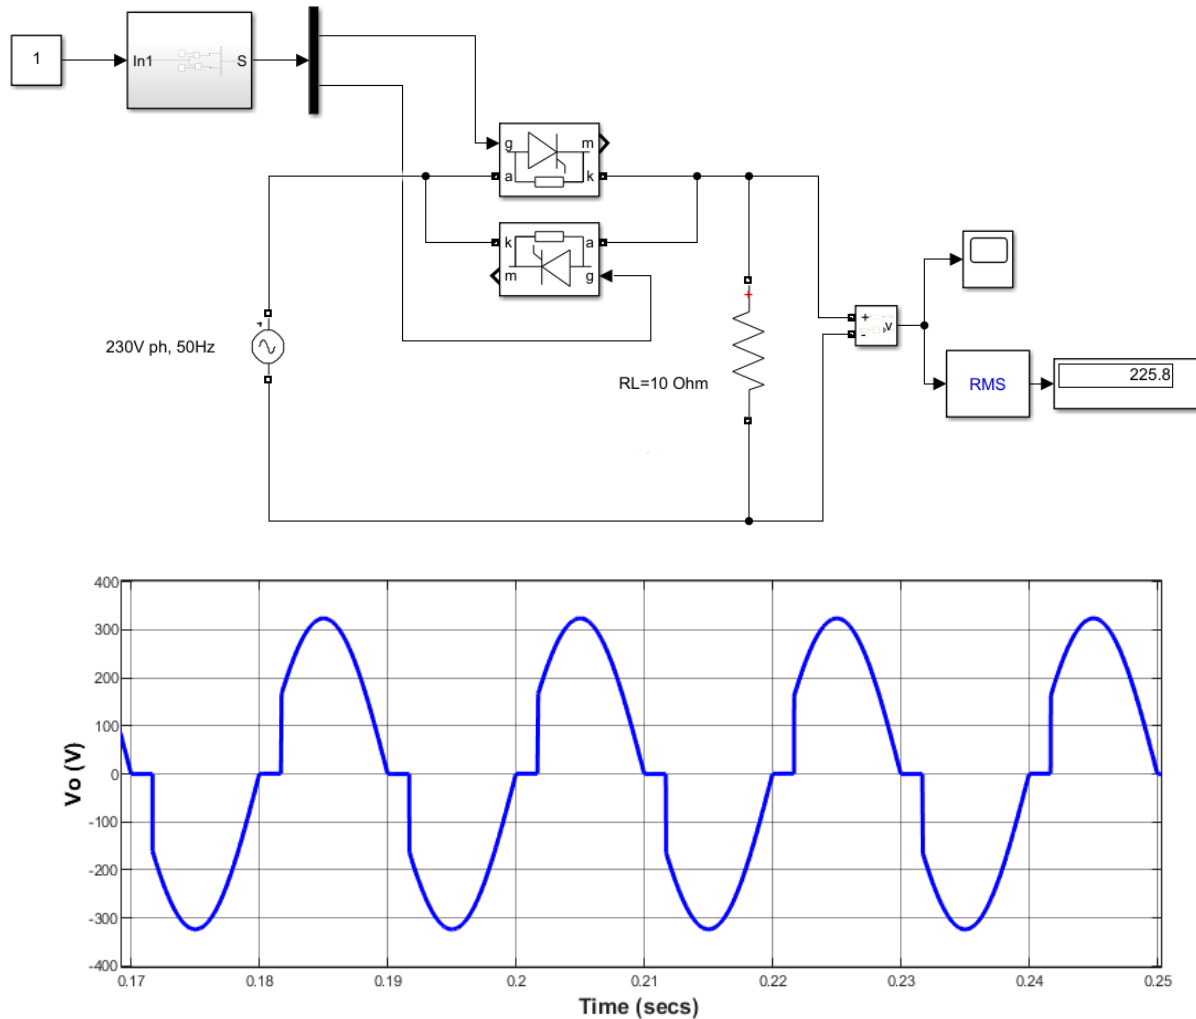 1
In1
S
g
m
a
k
k
a
m
g
230V ph, 50Hz
+
RL=10 Ohm
+
-
v
RMS
225.8
400
300
200
100
0
-100
-200
-300
-400
Vo (V)
0.17
0.18
0.19
0.2
0.21
0.22
0.23
0.24
0.25
Time (secs)